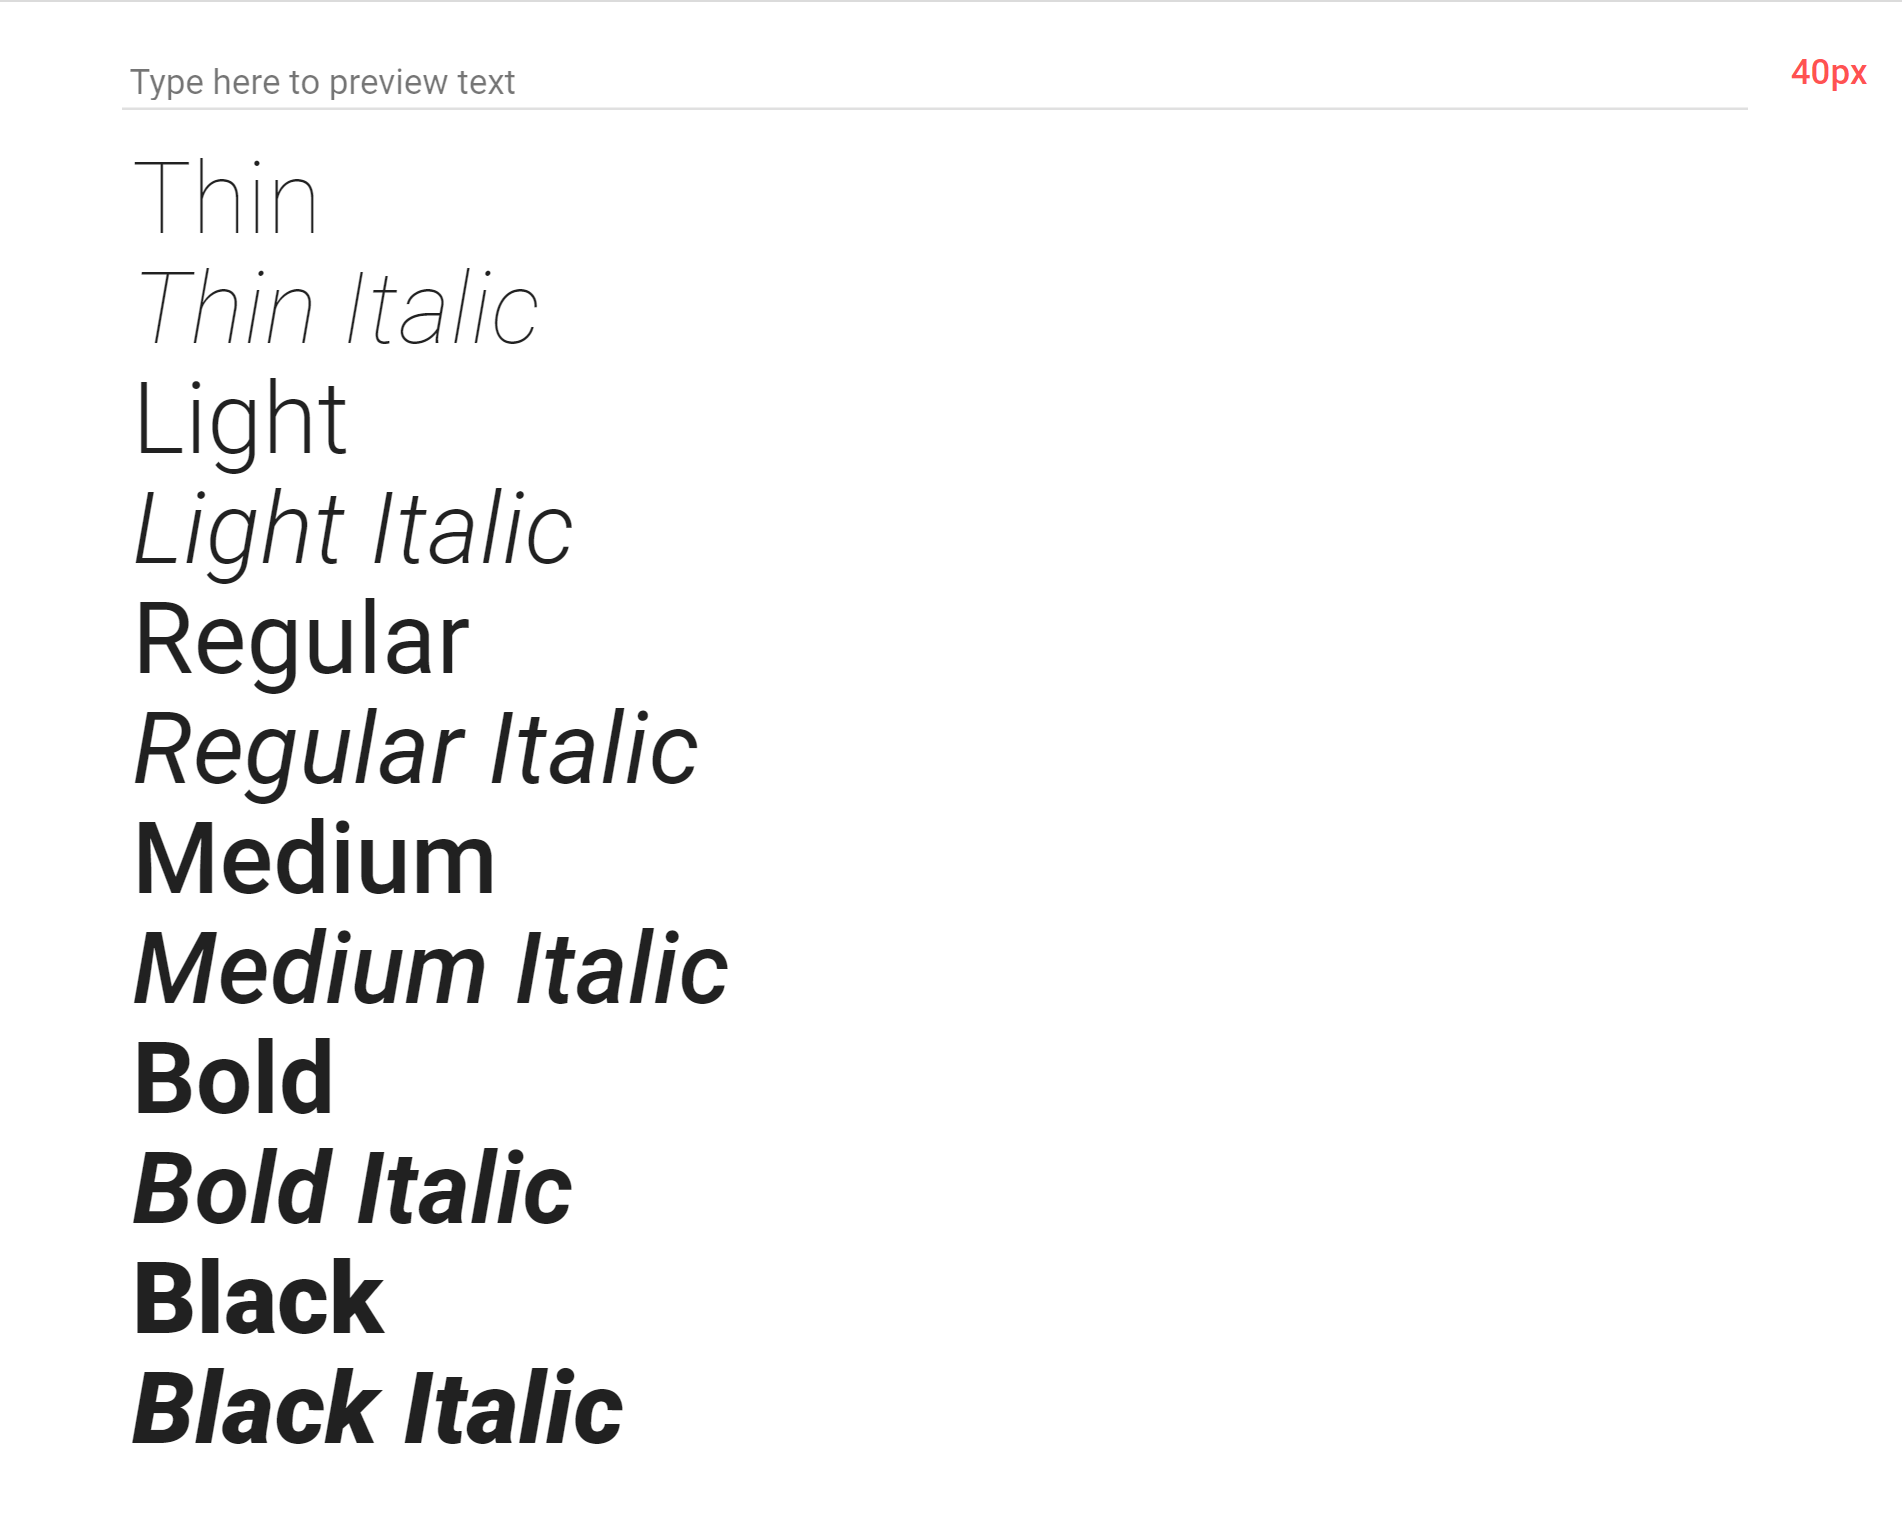 Type here to preview text
40px
Thin
Thin Italic
Light
Light Italic
Regular
Regular Italic
Medium
Medium Italic
Bold
Bold Italic
Black
Black Italic